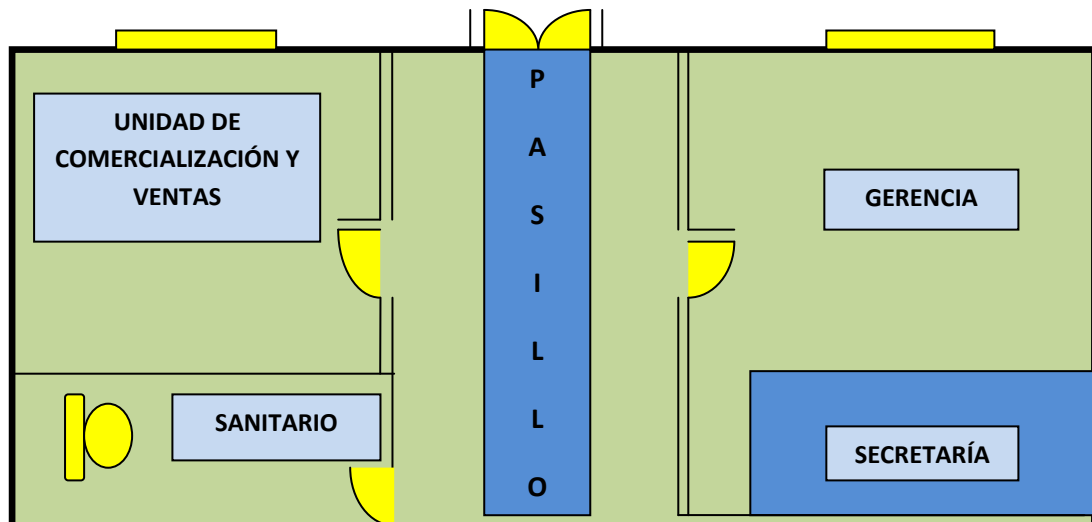 UNIDAD DE
COMERCIALIZACIÓN Y
VENTAS
P
A
S
I
L
L
O
GERENCIA
SANITARIO
SECRETARÍA